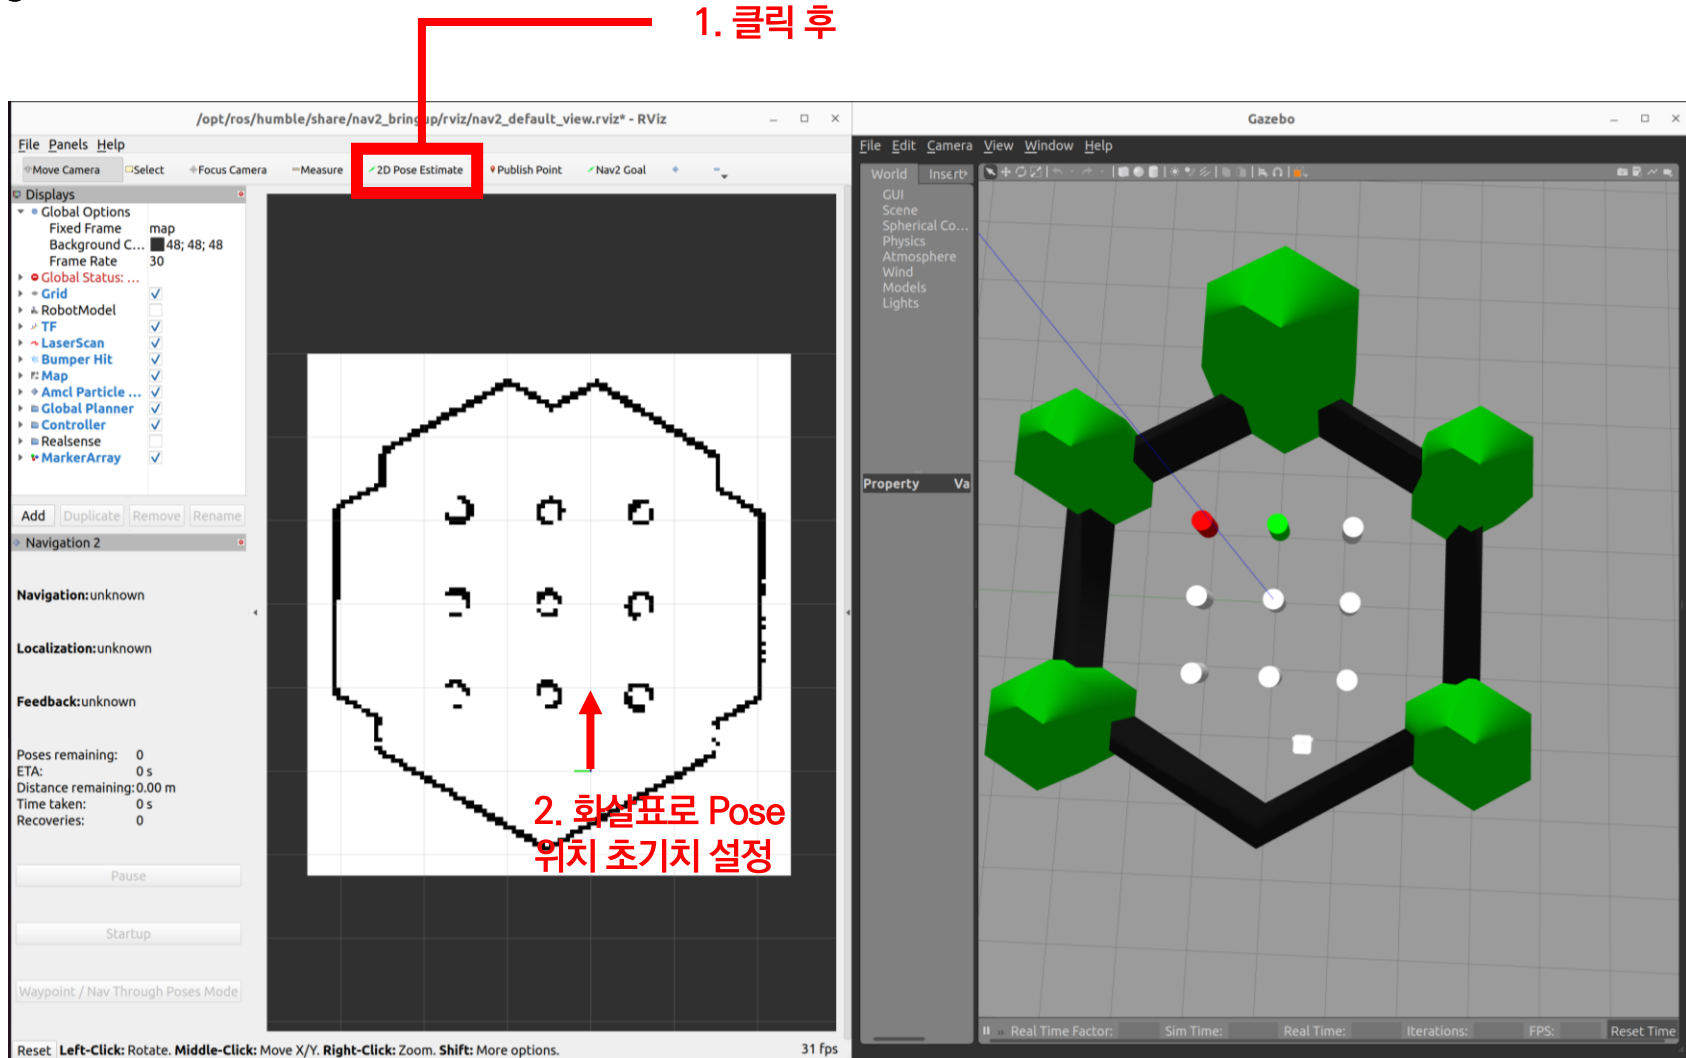 1. 클릭 후
/opt/ros/humble/share/nav2_bringup/rviz/nav2_default_view.rviz* - RViz
Gazebo
File Panels Help
File Edit Camera View Window Help
Move Camera Select Focus Camera Measure 2D Pose Estimate Publish Point Nav2 Goal
World Insert
Displays
Global Options
Fixed Frame map
Background C... 48; 48; 48
Frame Rate 30
Global Status: ...
Grid
RobotModel
TF
LaserScan
Bumper Hit
Map
Amcl Particle ...
Global Planner
Controller
Realsense
MarkerArray
Add Duplicate Remove Rename
Navigation 2
Navigation: unknown
Localization: unknown
Feedback: unknown
Poses remaining: 0
ETA: 0 s
Distance remaining: 0.00 m
Time taken: 0 s
Recoveries: 0
Pause
Startup
Waypoint / Nav Through Poses Mode
Reset Left-Click: Rotate. Middle-Click: Move X/Y. Right-Click: Zoom. Shift: More options. 31 fps
2. 화살표로 Pose
위치 초기치 설정
GUI
Scene
Spherical Co...
Physics
Atmosphere
Wind
Models
Lights
Property Va
Real Time Factor: Sim Time: Real Time: Iterations: FPS: Reset Time